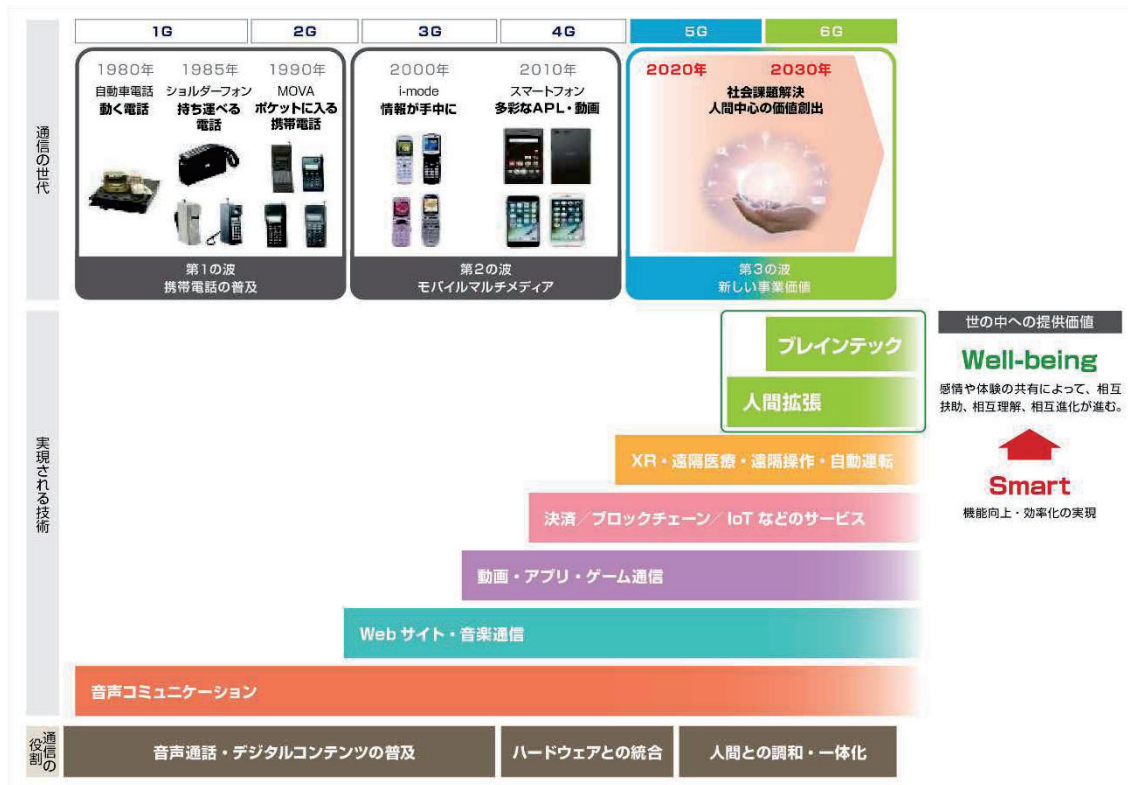 1G
2G
3G
4G
5G
6G
通信の世代
1980年
自動車電話
動く電話
1985年
ショルダーフォン
持ち運べる
電話
1990年
MOVA
ポケットに入る
携帯電話
第1の波
携帯電話の普及
2000年
i-mode
情報が手中に
2010年
スマートフォン
多彩なAPL・動画
第2の波
モバイルマルチメディア
2020年
2030年
社会課題解決
人間中心の価値創出
第3の波
新しい事業価値
実現される技術
ブレインテック
人間拡張
XR・遠隔医療・遠隔操作・自動運転
決済／ブロックチェーン／IoTなどのサービス
動画・アプリ・ゲーム通信
Webサイト・音楽通信
音声コミュニケーション
世の中への提供価値
Well-being
感情や体験の共有によって、相互
扶助、相互理解、相互進化が進む。
Smart
機能向上・効率化の実現
通信の
役割
音声通話・デジタルコンテンツの普及
ハードウェアとの統合
人間との調和・一体化